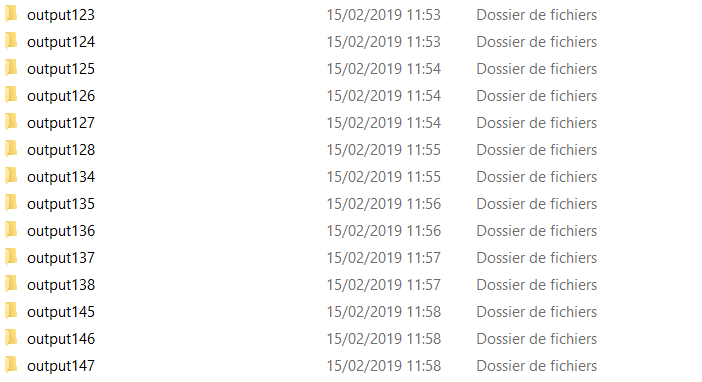 output123 15/02/2019 11:53 Dossier de fichiers
output124 15/02/2019 11:53 Dossier de fichiers
output125 15/02/2019 11:54 Dossier de fichiers
output126 15/02/2019 11:54 Dossier de fichiers
output127 15/02/2019 11:54 Dossier de fichiers
output128 15/02/2019 11:55 Dossier de fichiers
output134 15/02/2019 11:55 Dossier de fichiers
output135 15/02/2019 11:56 Dossier de fichiers
output136 15/02/2019 11:56 Dossier de fichiers
output137 15/02/2019 11:57 Dossier de fichiers
output138 15/02/2019 11:57 Dossier de fichiers
output145 15/02/2019 11:58 Dossier de fichiers
output146 15/02/2019 11:58 Dossier de fichiers
output147 15/02/2019 11:58 Dossier de fichiers